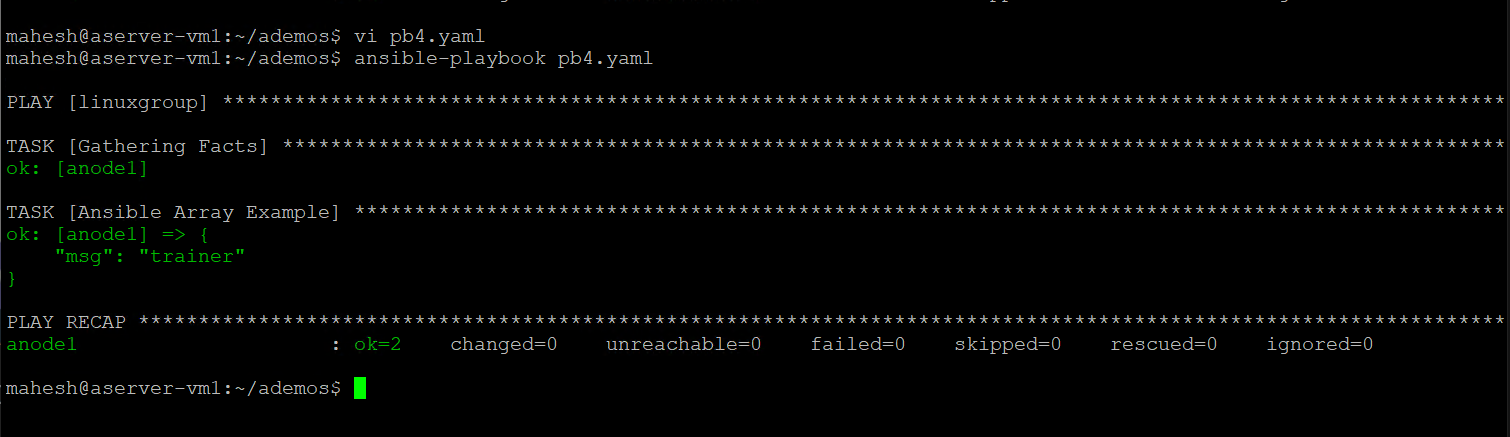 mahesh@aserver-vm1:~/ademos$ vi pb4.yaml
mahesh@aserver-vm1:~/ademos$ ansible-playbook pb4.yaml
PLAY [linuxgroup] ***********************************************************************************************************
TASK [Gathering Facts] ******************************************************************************************************
ok: [anode1]
TASK [Ansible Array Example] ************************************************************************************************
ok: [anode1] => {
    "msg": "trainer"
}
PLAY RECAP ******************************************************************************************************************
anode1                     : ok=2    changed=0    unreachable=0    failed=0    skipped=0    rescued=0    ignored=0
mahesh@aserver-vm1:~/ademos$